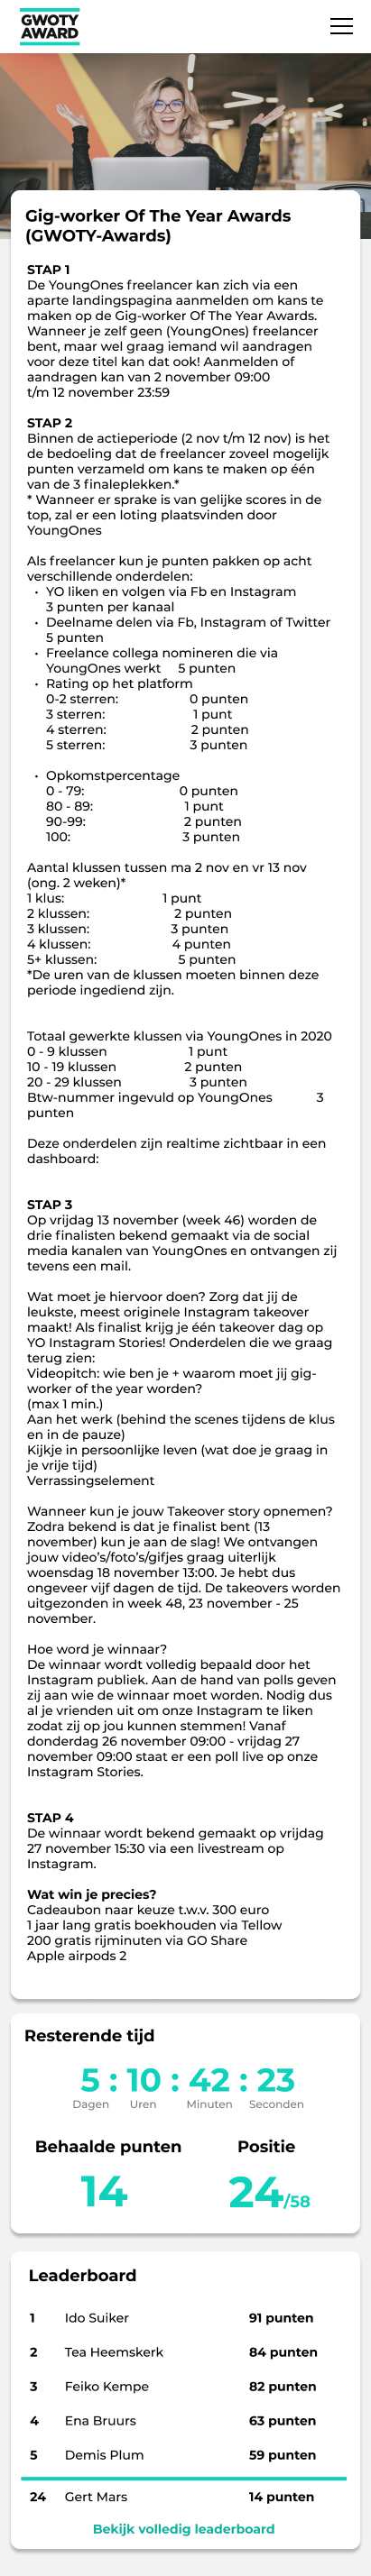 GWOTY
AWARD
Gig-worker Of The Year Awards
(GWOTY-Awards)
STAP 1
De YoungOnes freelancer kan zich via een
aparte landingspagina aanmelden om kans te
maken op de Gig-worker Of The Year Awards.
Wanneer je zelf geen (YoungOnes) freelancer
bent, maar wel graag iemand wil aandragen
voor deze titel kan dat ook! Aanmelden of
aandragen kan van 2 november 09:00
t/m 12 november 23:59
STAP 2
Binnen de actieperiode (2 nov t/m 12 nov) is het
de bedoeling dat de freelancer zoveel mogelijk
punten verzameld om kans te maken op één
van de 3 finaleplekken.*
* Wanneer er sprake is van gelijke scores in de
top, zal er een loting plaatsvinden door
YoungOnes
Als freelancer kun je punten pakken op acht
verschillende onderdelen:
• YO liken en volgen via Fb en Instagram
3 punten per kanaal
• Deelname delen via Fb, Instagram of Twitter
5 punten
• Freelance collega nomineren die via
YoungOnes werkt 5 punten
• Rating op het platform
0-2 sterren: 0 punten
3 sterren: 1 punt
4 sterren: 2 punten
5 sterren: 3 punten
• Opkomstpercentage
0 - 79: 0 punten
80 - 89: 1 punt
90-99: 2 punten
100: 3 punten
Aantal klussen tussen ma 2 nov en vr 13 nov
(ong. 2 weken)*
1 klus: 1 punt
2 klussen: 2 punten
3 klussen: 3 punten
4 klussen: 4 punten
5+ klussen: 5 punten
*De uren van de klussen moeten binnen deze
periode ingediend zijn.
Totaal gewerkte klussen via YoungOnes in 2020
0 - 9 klussen 1 punt
10 - 19 klussen 2 punten
20 - 29 klussen 3 punten
Btw-nummer ingevuld op YoungOnes 3
punten
Deze onderdelen zijn realtime zichtbaar in een
dashboard:
STAP 3
Op vrijdag 13 november (week 46) worden de
drie finalisten bekend gemaakt via de social
media kanalen van YoungOnes en ontvangen zij
tevens een mail.
Wat moet je hiervoor doen? Zorg dat jij de
leukste, meest originele Instagram takeover
maakt! Als finalist krijg je één takeover dag op
YO Instagram Stories! Onderdelen die we graag
terug zien:
Videopitch: wie ben je + waarom moet jij gig-
worker of the year worden?
(max 1 min.)
Aan het werk (behind the scenes tijdens de klus
en in de pauze)
Kijkje in persoonlijke leven (wat doe je graag in
je vrije tijd)
Verrassingselement
Wanneer kun je jouw Takeover story opnemen?
Zodra bekend is dat je finalist bent (13
november) kun je aan de slag! We ontvangen
jouw video's/foto's/gifjes graag uiterlijk
woensdag 18 november 13:00. Je hebt dus
ongeveer vijf dagen de tijd. De takeovers worden
uitgezonden in week 48, 23 november - 25
november.
Hoe word je winnaar?
De winnaar wordt volledig bepaald door het
Instagram publiek. Aan de hand van polls geven
zij aan wie de winnaar moet worden. Nodig dus
al je vrienden uit om onze Instagram te liken
zodat zij op jou kunnen stemmen! Vanaf
donderdag 26 november 09:00 - vrijdag 27
november 09:00 staat er een poll live op onze
Instagram Stories.
STAP 4
De winnaar wordt bekend gemaakt op vrijdag
27 november 15:30 via een livestream op
Instagram.
Wat win je precies?
Cadeaubon naar keuze t.w.v. 300 euro
1 jaar lang gratis boekhouden via Tellow
200 gratis rijminuten via GO Share
Apple airpods 2
Resterende tijd
5 : 10 : 42 : 23
Dagen Uren Minuten Seconden
Behaalde punten Positie
14 24/58
Leaderboard
1 Ido Suiker 91 punten
2 Tea Heemskerk 84 punten
3 Feiko Kempe 82 punten
4 Ena Bruurs 63 punten
5 Demis Plum 59 punten
24 Gert Mars 14 punten
Bekijk volledig leaderboard